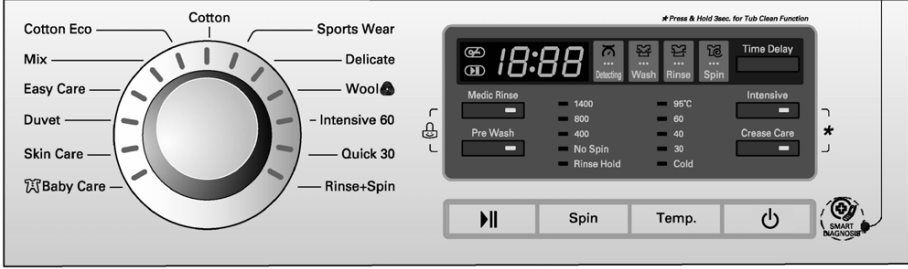 Cotton
Cotton Eco
Sports Wear
Mix
Delicate
Easy Care
Wool
Duvet
Intensive 60
Skin Care
Quick 30
Baby Care
Rinse+Spin
* Press & Hold 3sec. for Tub Clean Function
18:88
Detecting
Wash
Rinse
Spin
Time Delay
Medic Rinse
Pre Wash
1400
800
400
No Spin
Rinse Hold
95°C
60
40
30
Cold
Intensive
Crease Care
*
Spin
Temp.
SMART
DIAGNOSIS